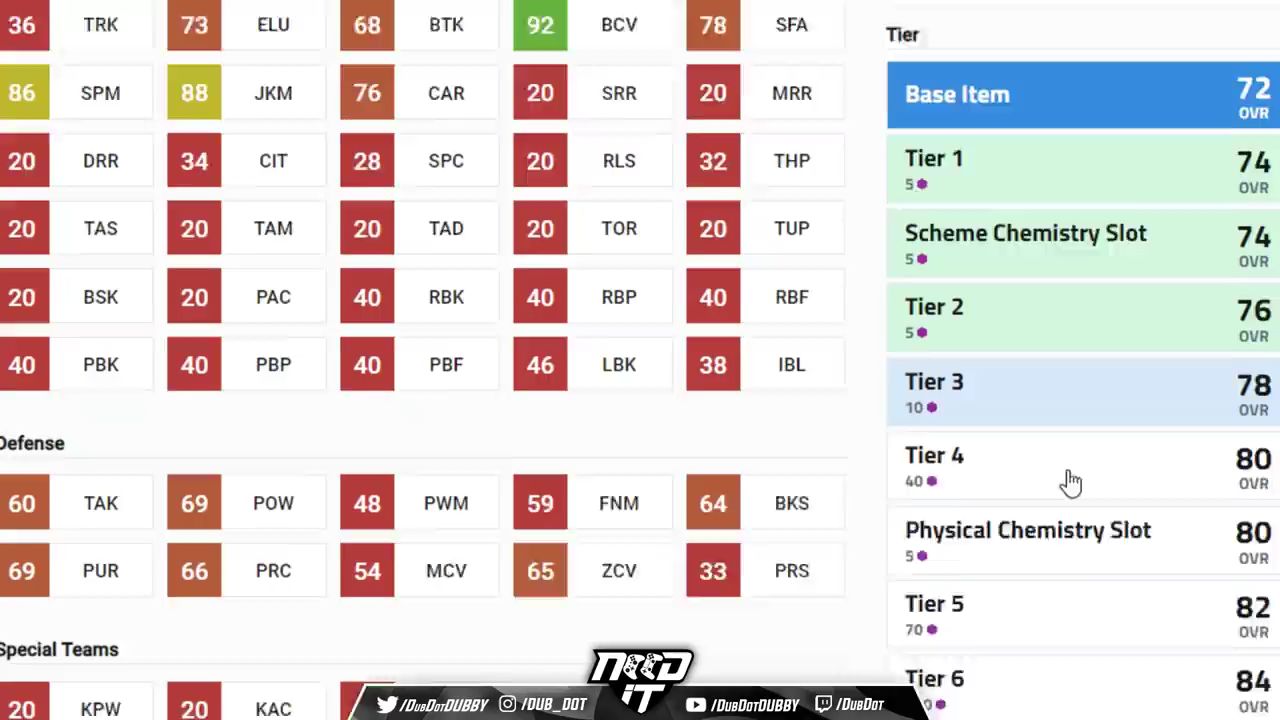 36 TRK 73 ELU 68 BTK 92 BCV 78 SFA
86 SPM 88 JKM 76 CAR 20 SRR 20 MRR
20 DRR 34 CIT 28 SPC 20 RLS 32 THP
20 TAS 20 TAM 20 TAD 20 TOR 20 TUP
20 BSK 20 PAC 40 RBK 40 RBP 40 RBF
40 PBK 40 PBP 40 PBF 46 LBK 38 IBL
Defense
60 TAK 69 POW 48 PWM 59 FNM 64 BKS
69 PUR 66 PRC 54 MCV 65 ZCV 33 PRS
Special Teams
20 KPW 20 KAC
Tier
Base Item 72
OVR
Tier 1 74
5 OVR
Scheme Chemistry Slot 74
5 OVR
Tier 2 76
5 OVR
Tier 3 78
10 OVR
Tier 4 80
40 OVR
Physical Chemistry Slot 80
5 OVR
Tier 5 82
70 OVR
Tier 6 84
OVR
NEED
IT
/DubDotDUBBY /DUB_DOT /DubDotDUBBY /DubDot